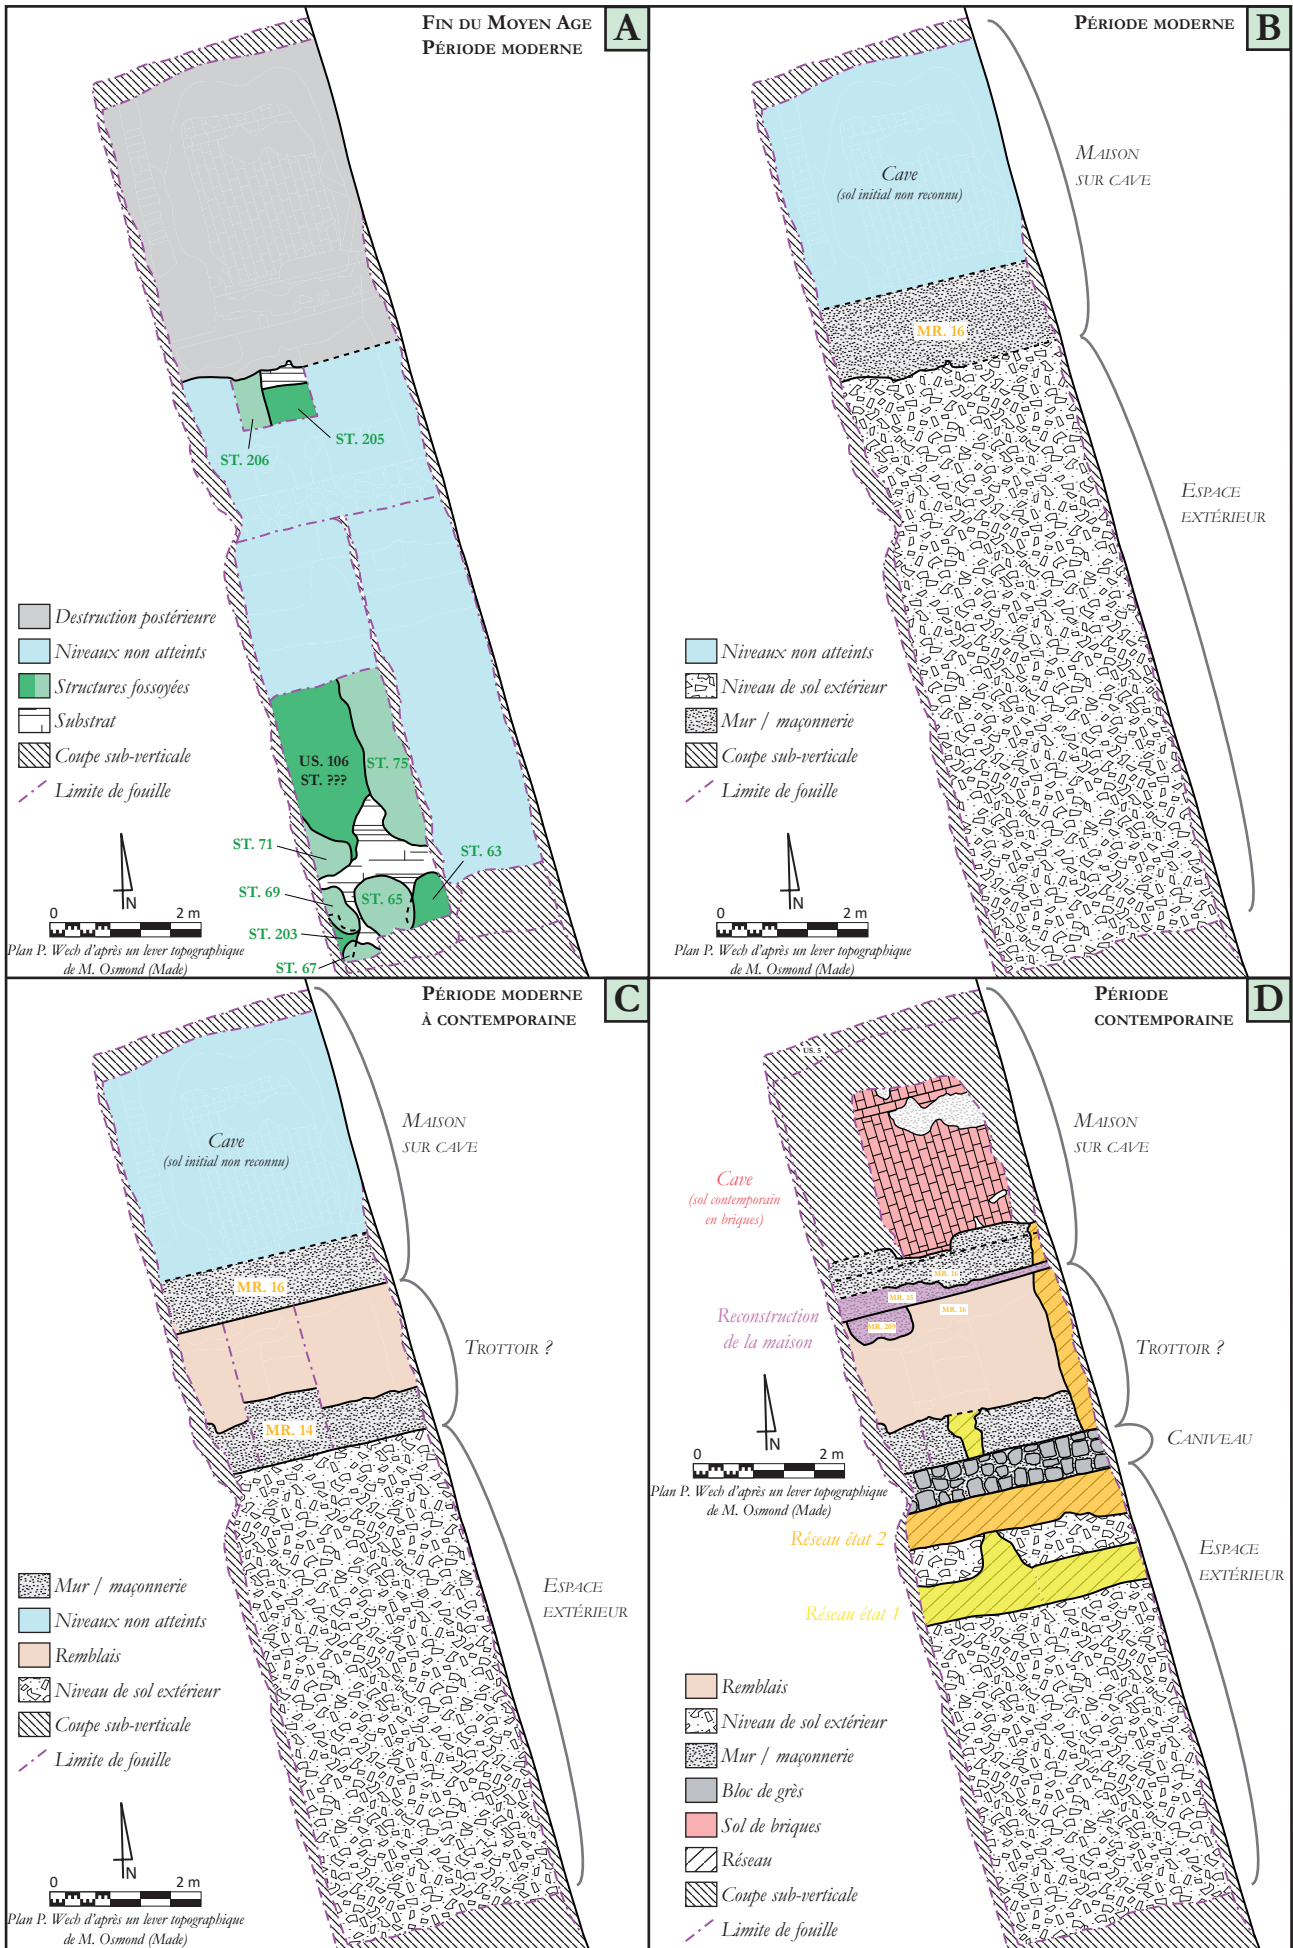 Fin du Moyen Age
Période moderne
A
ST. 205
ST. 206
Destruction postérieure
Niveaux non atteints
Structures fossoyées
Substrat
Coupe sub-verticale
Limite de fouille
US. 106
ST. ???
ST. 75
ST. 71
ST. 63
ST. 69
ST. 65
ST. 203
ST. 67
N
0 2 m
Plan P. Wech d'après un lever topographique
de M. Osmond (Made)
Période moderne
B
Maison
sur cave
Cave
(sol initial non reconnu)
MR. 16
Espace
extérieur
Niveaux non atteints
Niveau de sol extérieur
Mur / maçonnerie
Coupe sub-verticale
Limite de fouille
N
0 2 m
Plan P. Wech d'après un lever topographique
de M. Osmond (Made)
Période moderne
à contemporaine
C
Maison
sur cave
Cave
(sol initial non reconnu)
MR. 16
Trottoir ?
MR. 14
Espace
extérieur
Mur / maçonnerie
Niveaux non atteints
Remblais
Niveau de sol extérieur
Coupe sub-verticale
Limite de fouille
N
0 2 m
Plan P. Wech d'après un lever topographique
de M. Osmond (Made)
Période
contemporaine
D
US. 5
Maison
sur cave
Cave
(sol contemporain
en briques)
MR. 15
MR. 16
MR. 209
Reconstruction
de la maison
Trottoir ?
Caniveau
N
0 2 m
Plan P. Wech d'après un lever topographique
de M. Osmond (Made)
Réseau état 2
Espace
extérieur
Réseau état 1
Remblais
Niveau de sol extérieur
Mur / maçonnerie
Bloc de grès
Sol de briques
Réseau
Coupe sub-verticale
Limite de fouille